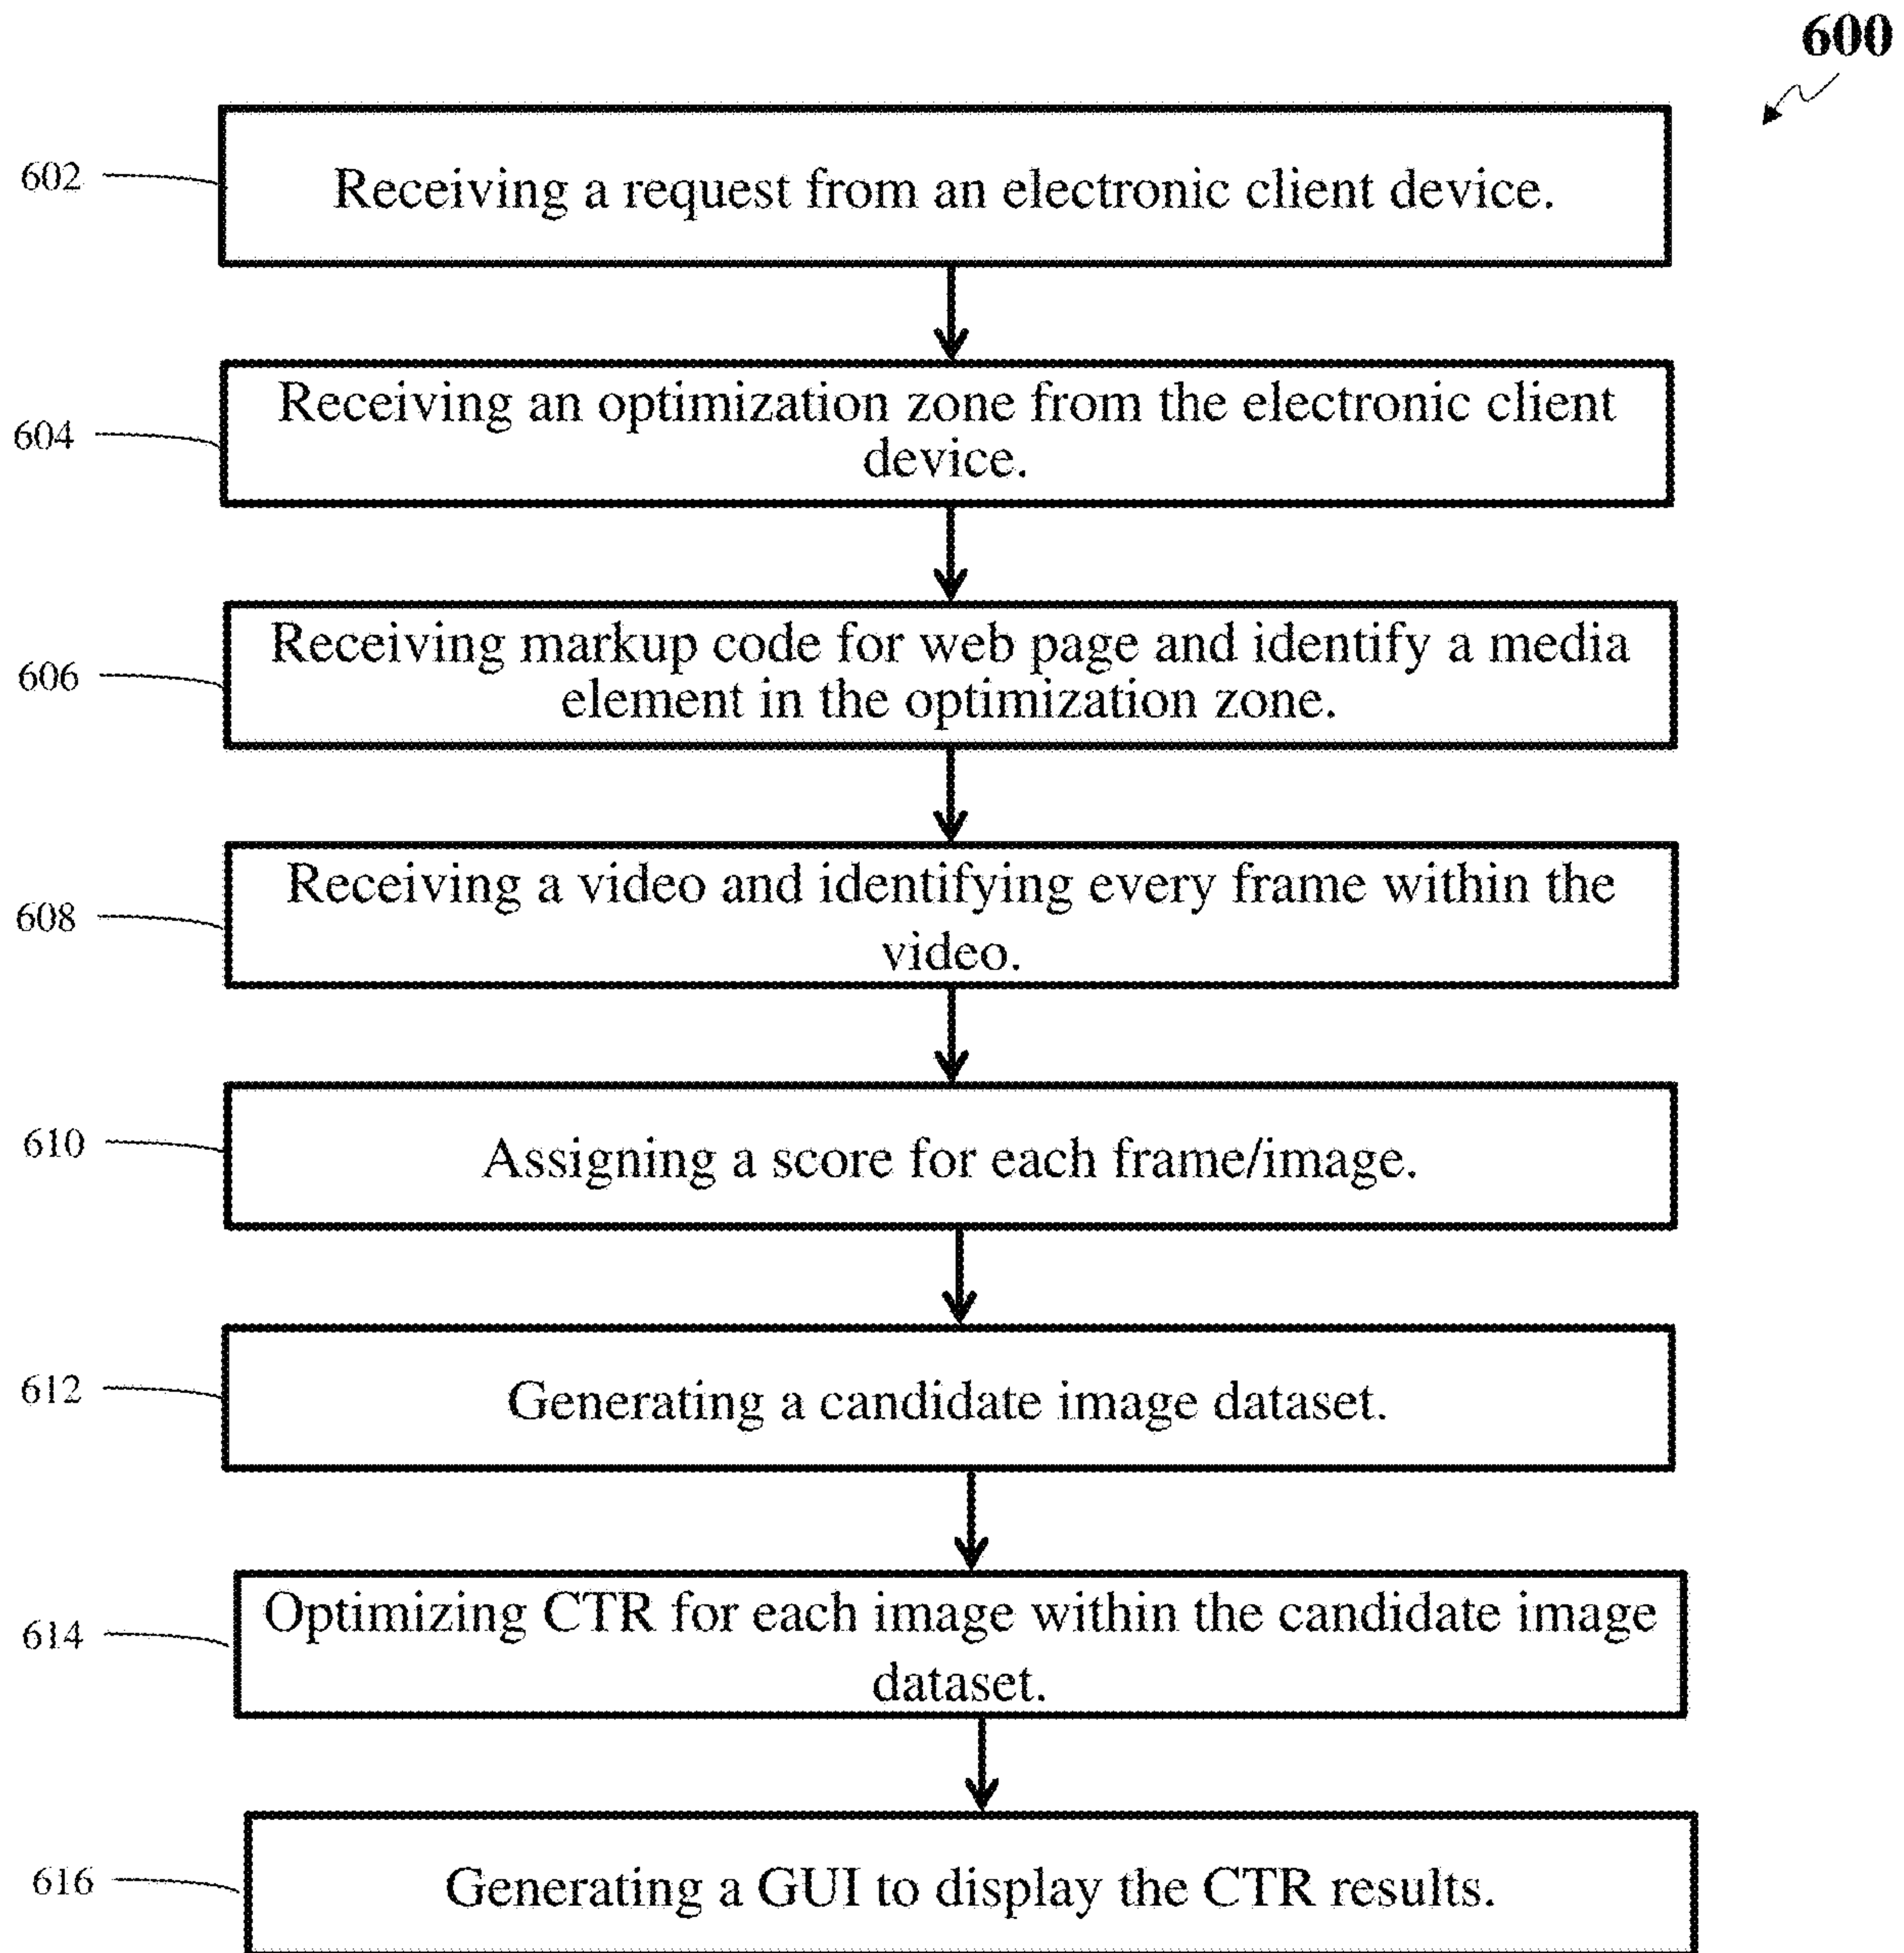 600
602
Receiving a request from an electronic client device.
604
Receiving an optimization zone from the electronic client
device.
606
Receiving markup code for web page and identify a media
element in the optimization zone.
608
Receiving a video and identifying every frame within the
video.
610
Assigning a score for each frame/image.
612
Generating a candidate image dataset.
614
Optimizing CTR for each image within the candidate image
dataset.
616
Generating a GUI to display the CTR results.